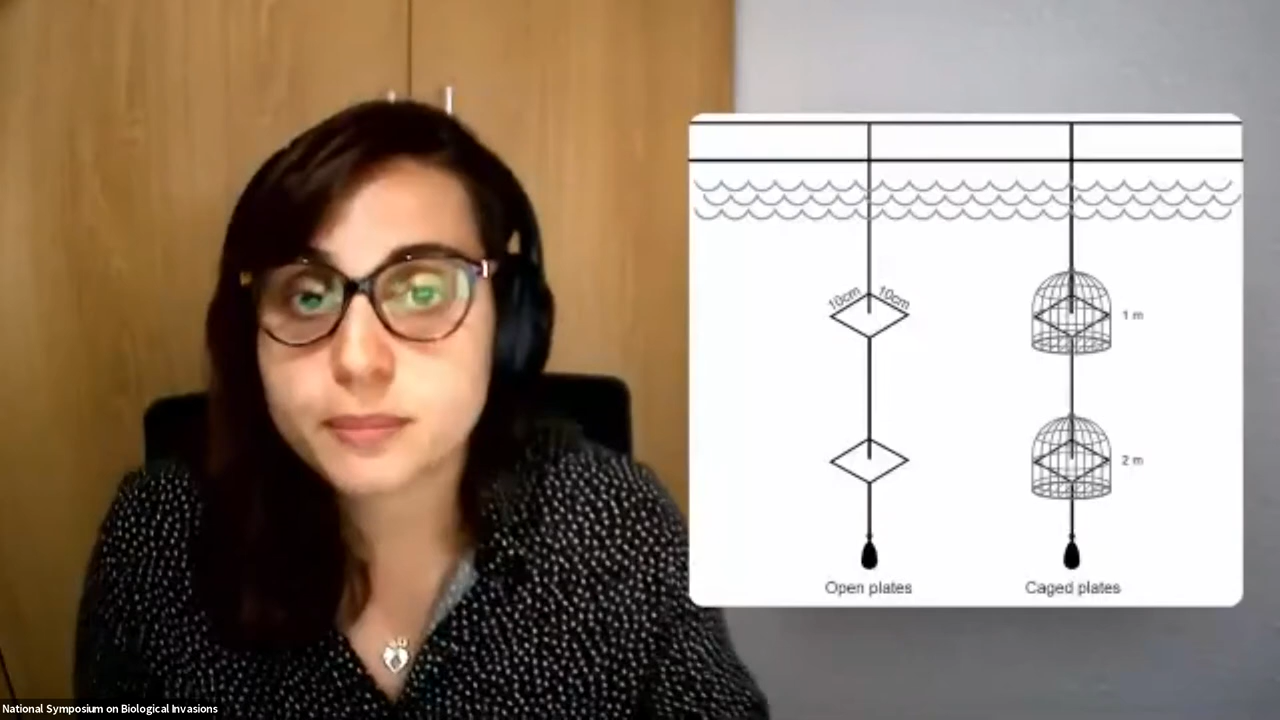 10cm 10cm
1 m
2 m
Open plates Caged plates
National Symposium on Biological Invasions